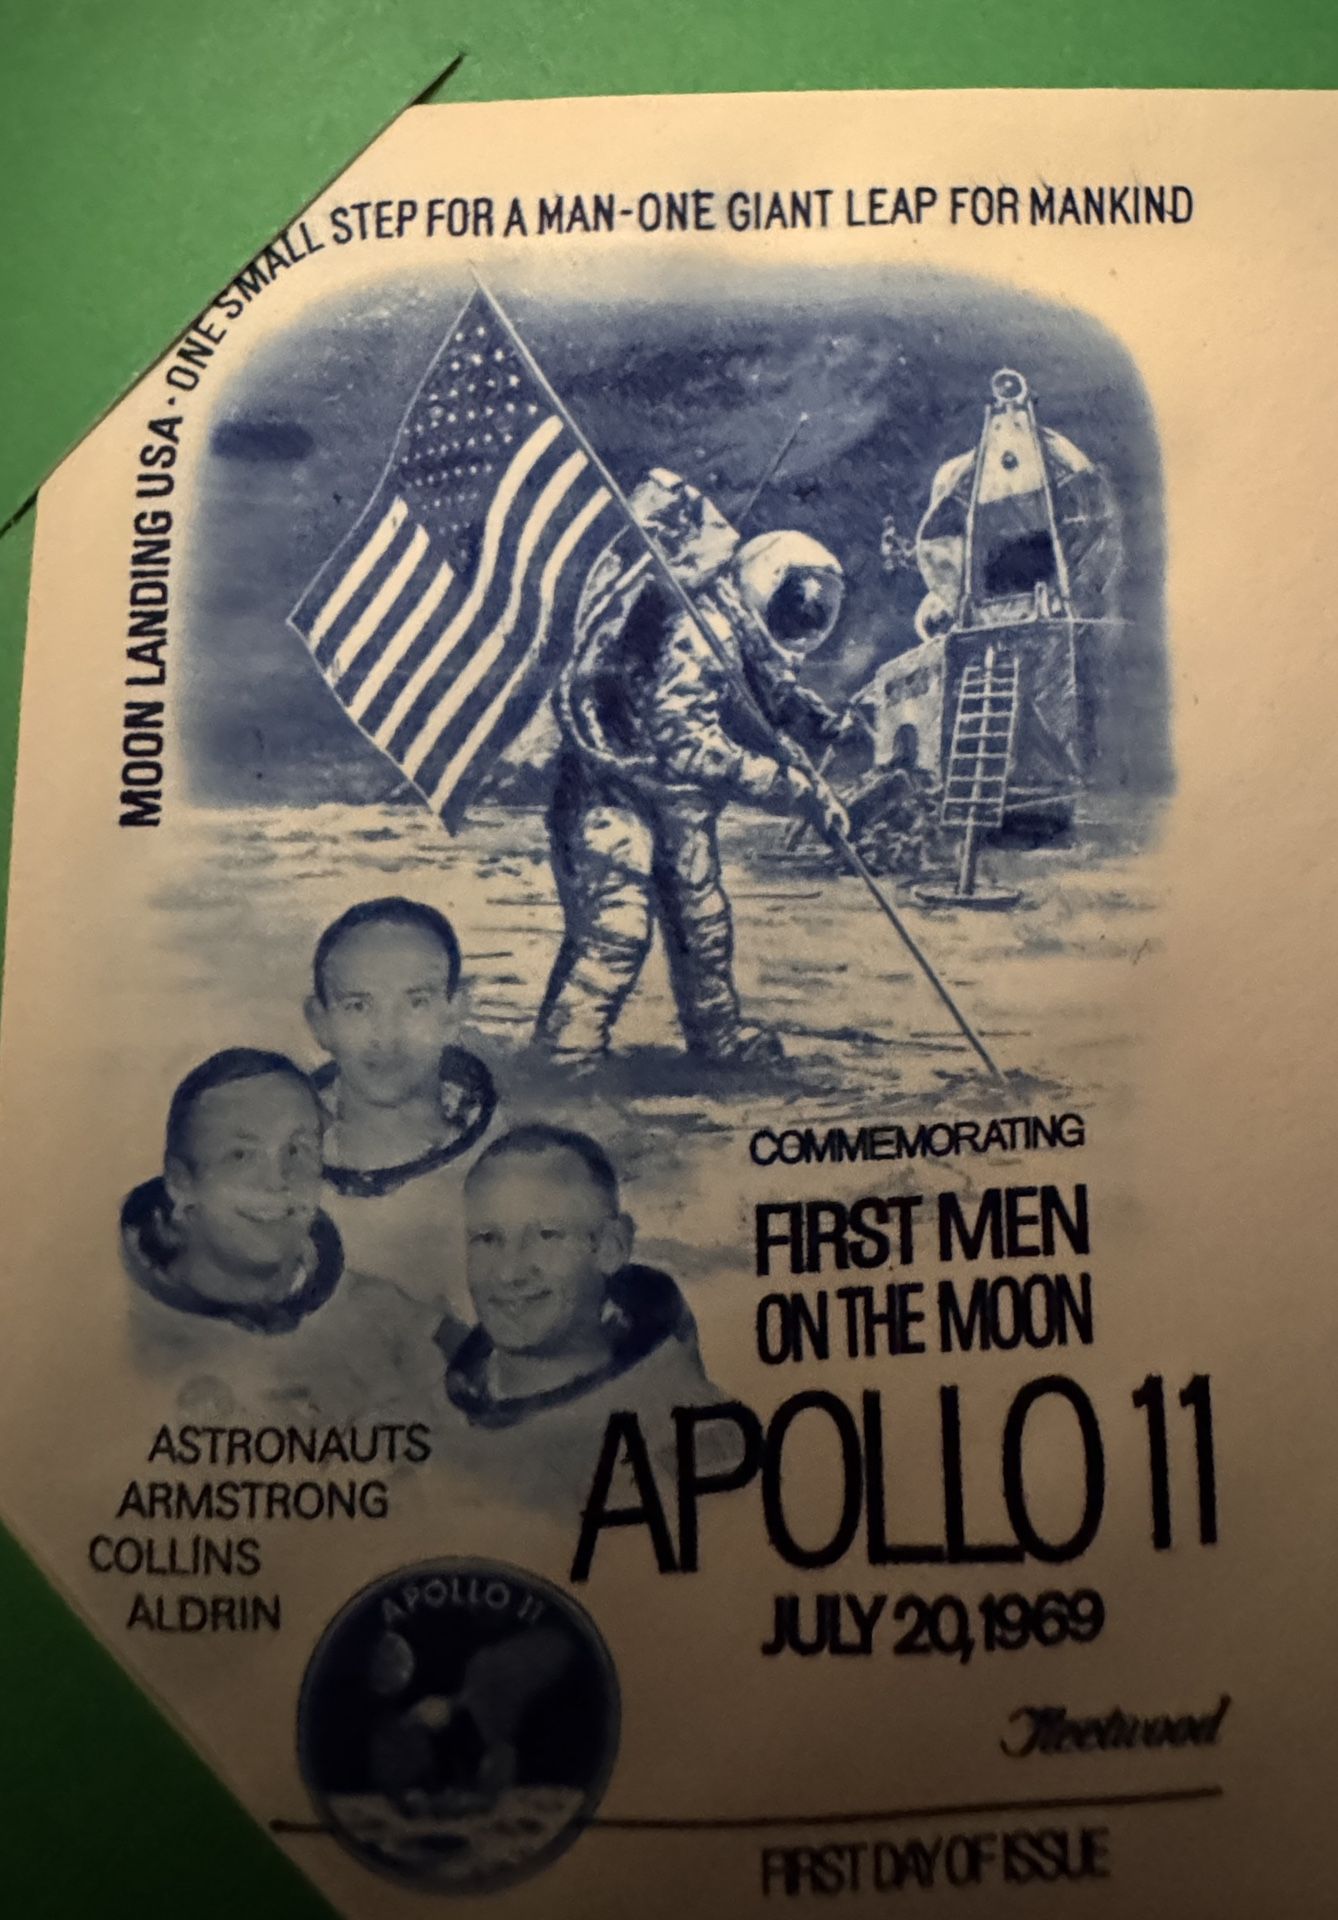 MOON LANDING USA · ONE SMALL STEP FOR A MAN-ONE GIANT LEAP FOR MANKIND
COMMEMORATING
FIRST MEN
ON THE MOON
APOLLO 11
JULY 20, 1969
ASTRONAUTS
ARMSTRONG
COLLINS
ALDRIN
APOLLO 11
Fleetwood
FIRST DAY OF ISSUE